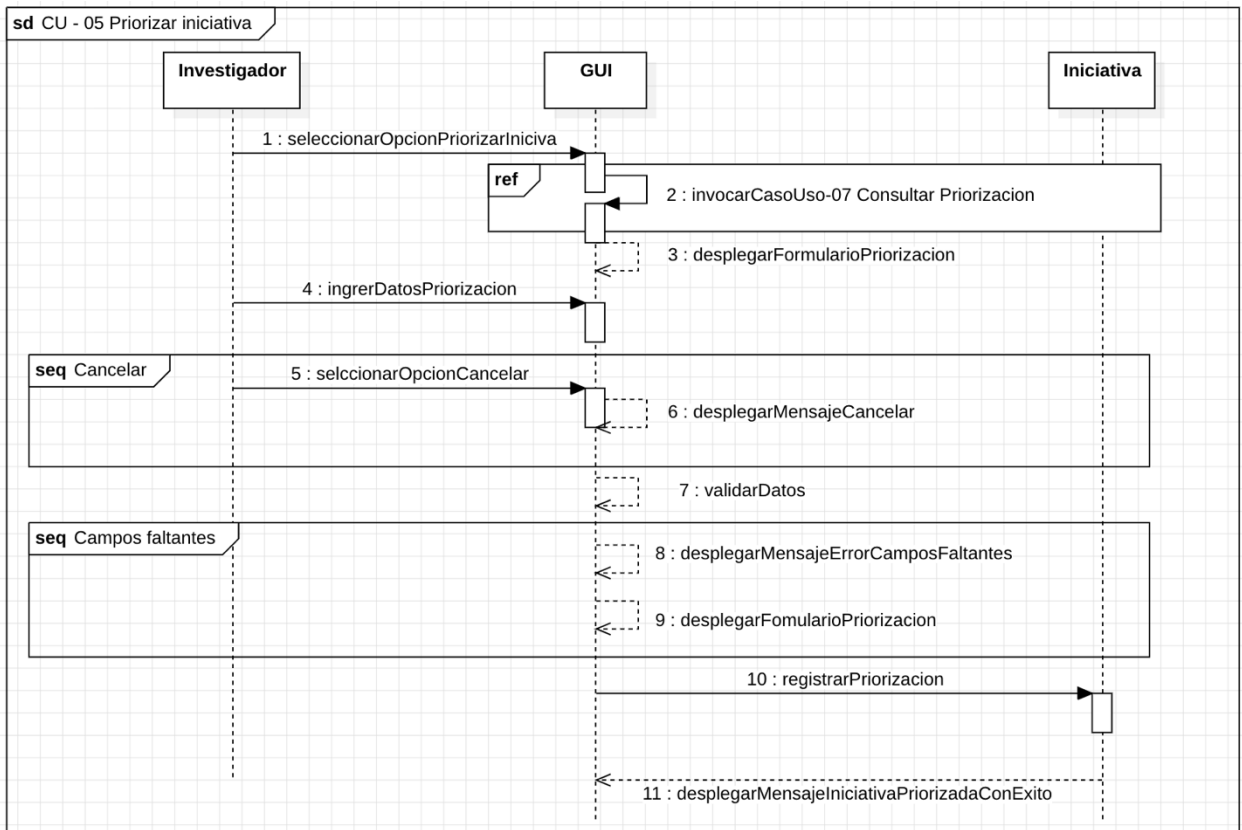 sd CU - 05 Priorizar iniciativa
Investigador
GUI
Iniciativa
1 : seleccionarOpcionPriorizarIniciva
ref
2 : invocarCasoUso-07 Consultar Priorizacion
3 : desplegarFormularioPriorizacion
4 : ingrerDatosPriorizacion
seq Cancelar
5 : selccionarOpcionCancelar
6 : desplegarMensajeCancelar
7 : validarDatos
seq Campos faltantes
8 : desplegarMensajeErrorCamposFaltantes
9 : desplegarFomularioPriorizacion
10 : registrarPriorizacion
11 : desplegarMensajeIniciativaPriorizadaConExito